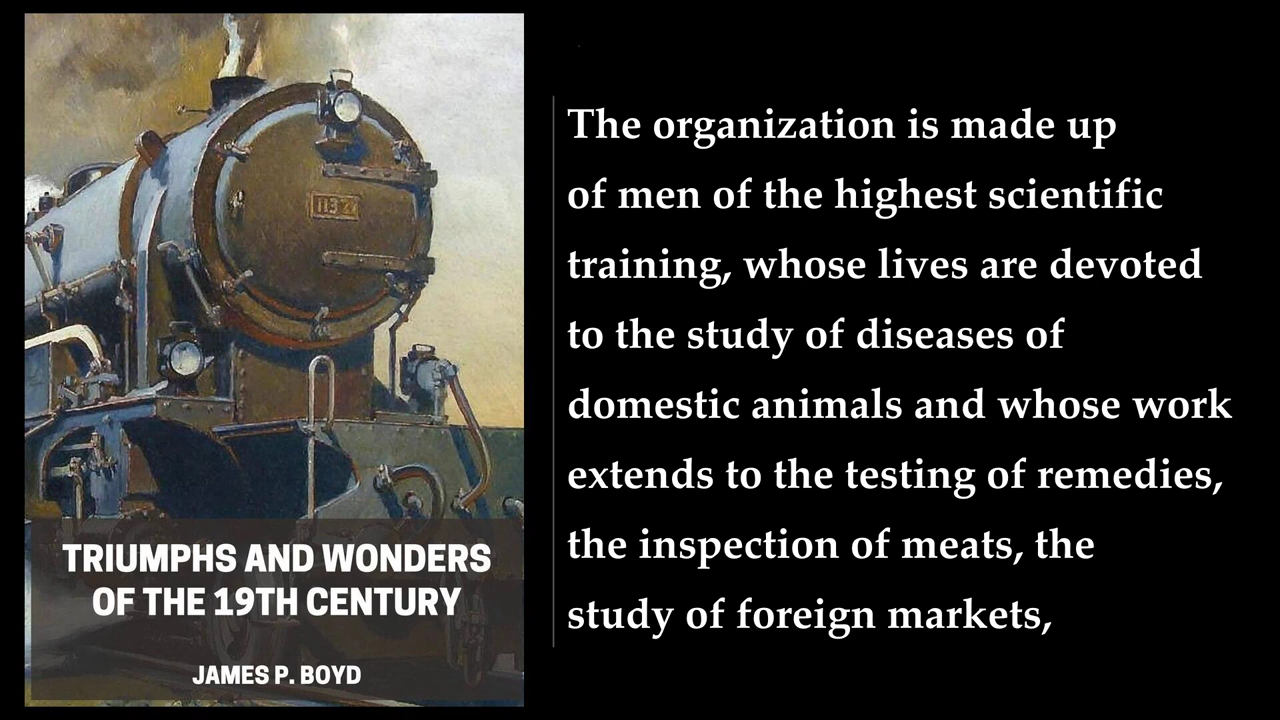 TRIUMPHS AND WONDERS
OF THE 19TH CENTURY
JAMES P. BOYD
The organization is made up
of men of the highest scientific
training, whose lives are devoted
to the study of diseases of
domestic animals and whose work
extends to the testing of remedies,
the inspection of meats, the
study of foreign markets,